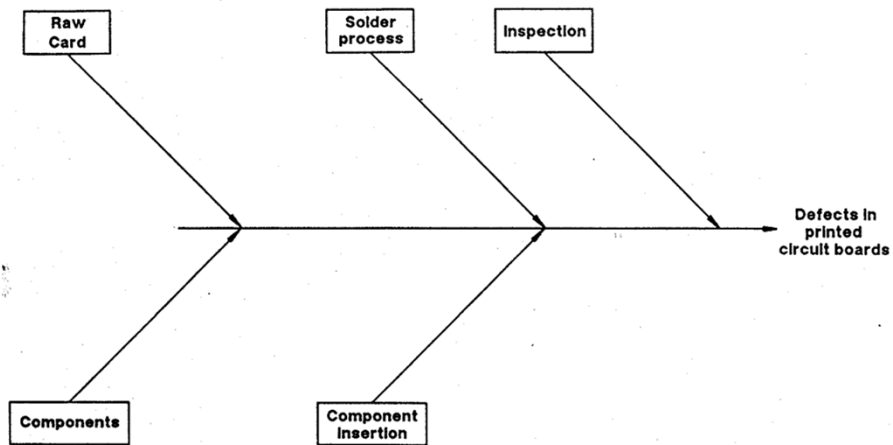 Raw
Card
Solder
process
Inspection
Defects in
printed
circuit boards
Components
Component
Insertion